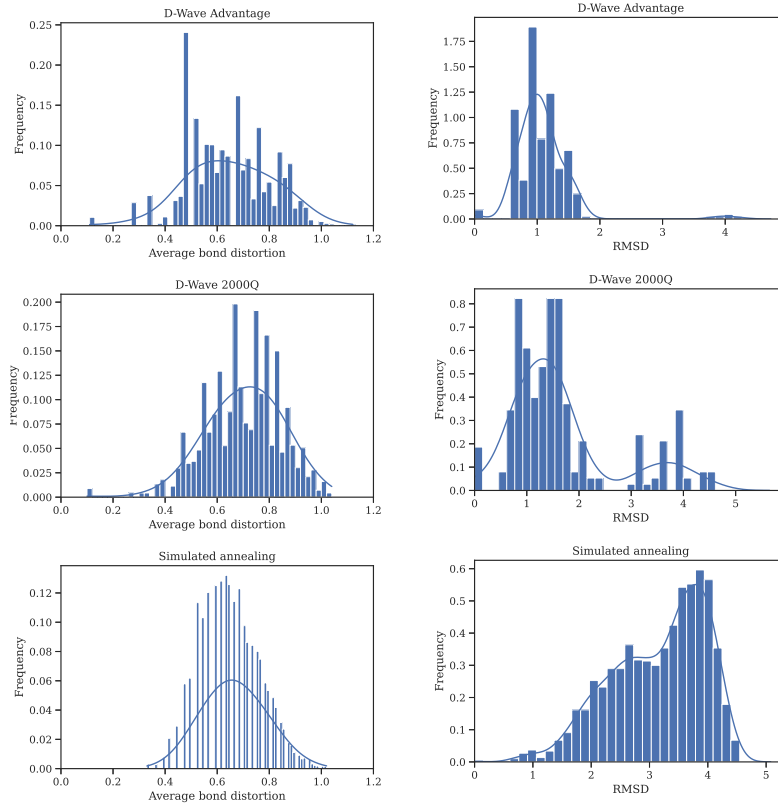 D-Wave Advantage
0.25
0.20
0.15
0.10
0.05
0.00
Frequency
0.0 0.2 0.4 0.6 0.8 1.0 1.2
Average bond distortion
D-Wave Advantage
1.75
1.50
1.25
1.00
0.75
0.50
0.25
0.00
Frequency
0 1 2 3 4
RMSD
D-Wave 2000Q
0.200
0.175
0.150
0.125
0.100
0.075
0.050
0.025
0.000
Frequency
0.0 0.2 0.4 0.6 0.8 1.0 1.2
Average bond distortion
D-Wave 2000Q
0.8
0.7
0.6
0.5
0.4
0.3
0.2
0.1
0.0
Frequency
0 1 2 3 4 5
RMSD
Simulated annealing
0.12
0.10
0.08
0.06
0.04
0.02
0.00
Frequency
0.0 0.2 0.4 0.6 0.8 1.0 1.2
Average bond distortion
Simulated annealing
0.6
0.5
0.4
0.3
0.2
0.1
0.0
Frequency
0 1 2 3 4 5
RMSD